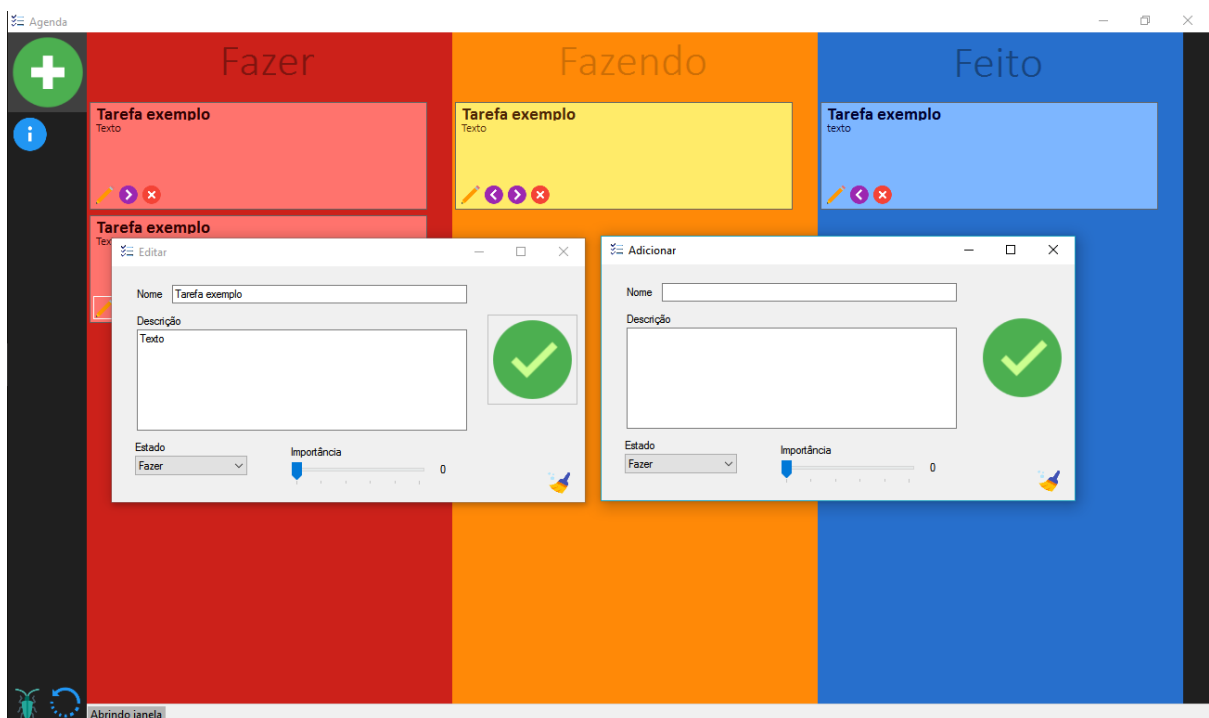 Agenda
Fazer
Fazendo
Feito
Tarefa exemplo
Texto
Tarefa exemplo
Texto
Tarefa exemplo
texto
Tarefa exemplo
Editar
Nome
Tarefa exemplo
Descrição
Texto
Estado
Fazer
Importância
0
Adicionar
Nome
Descrição
Estado
Fazer
Importância
0
Abrindo janela